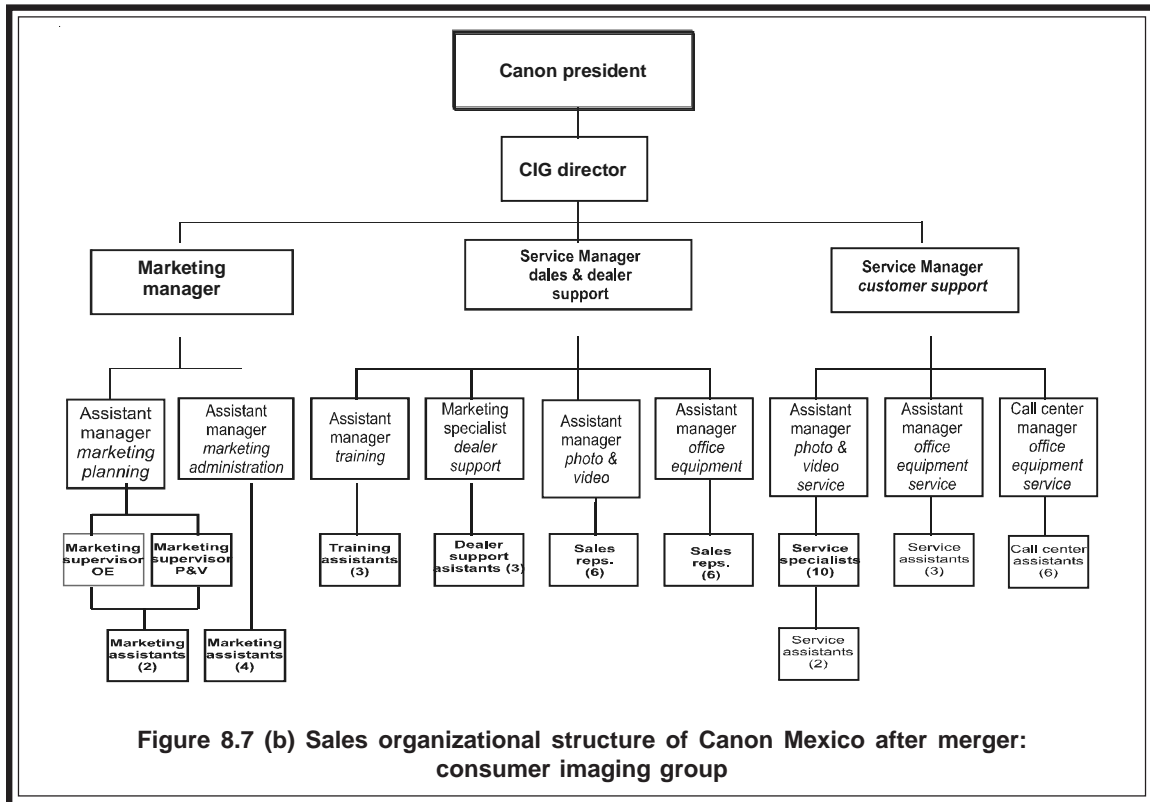 Canon president
CIG director
Marketing
manager
Service Manager
dales & dealer
support
Service Manager
customer support
Assistant
manager
marketing
planning
Assistant
manager
marketing
administration
Assistant
manager
training
Marketing
specialist
dealer
support
Assistant
manager
photo &
video
Assistant
manager
office
equipment
Assistant
manager
photo &
video
service
Assistant
manager
office
equipment
service
Call center
manager
office
equipment
service
Marketing
supervisor
OE
Marketing
supervisor
P&V
Training
assistants
(3)
Dealer
support
asistants (3)
Sales
reps.
(6)
Sales
reps.
(6)
Service
specialists
(10)
Service
assistants
(3)
Call center
assistants
(6)
Marketing
assistants
(2)
Marketing
assistants
(4)
Service
assistants
(2)
Figure 8.7 (b) Sales organizational structure of Canon Mexico after merger:
consumer imaging group